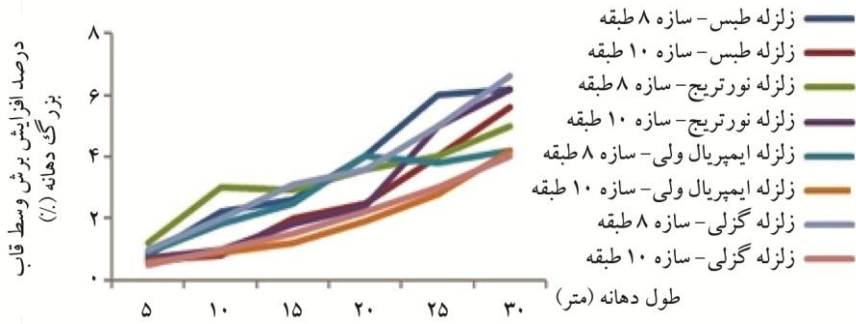 درصد افزایش برش وسط قاب
بزرگ دهانه (%)
۸
۶
۴
۲
۰
۵ ۱۰ ۱۵ ۲۰ ۲۵ ۳۰
طول دهانه (متر)
زلزله طبس- سازه ۸ طبقه
زلزله طبس- سازه ۱۰ طبقه
زلزله نورتریج- سازه ۸ طبقه
زلزله نورتریج- سازه ۱۰ طبقه
زلزله ایمپریال ولی- سازه ۸ طبقه
زلزله ایمپریال ولی- سازه ۱۰ طبقه
زلزله گزلی- سازه ۸ طبقه
زلزله گزلی- سازه ۱۰ طبقه